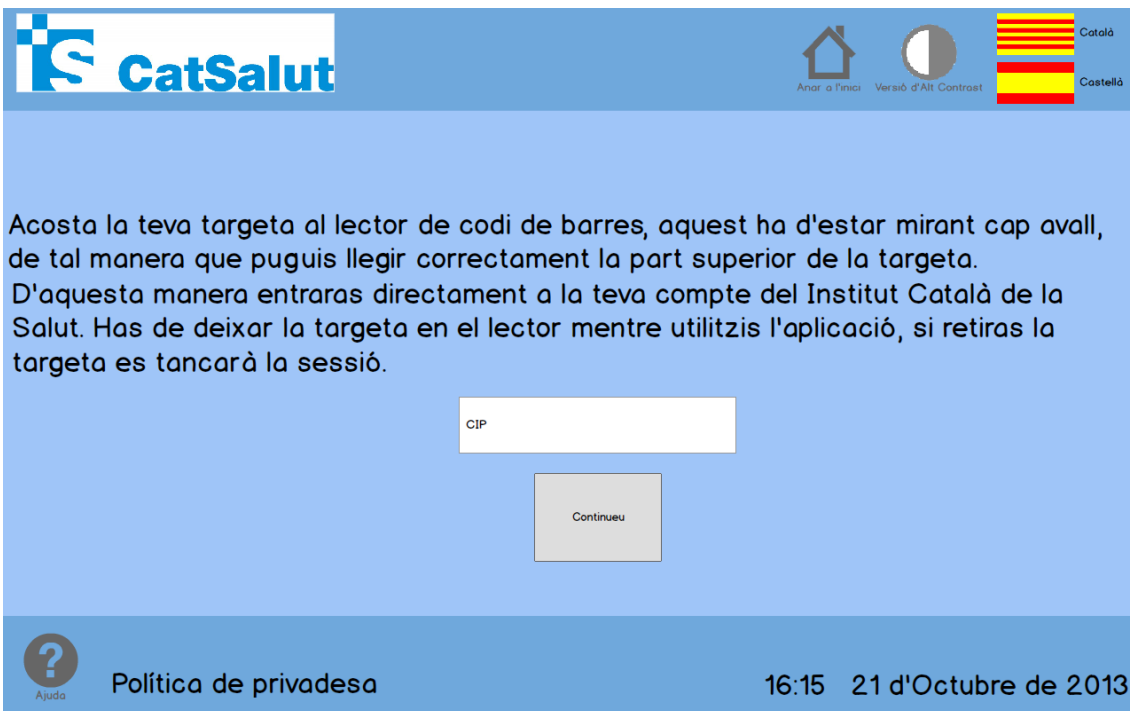 CatSalut
Anar a l'inici
Versió d'Alt Contrast
Català
Castellà
Acosta la teva targeta al lector de codi de barres, aquest ha d'estar mirant cap avall,
de tal manera que puguis llegir correctament la part superior de la targeta.
D'aquesta manera entraras directament a la teva compte del Institut Català de la
Salut. Has de deixar la targeta en el lector mentre utilitzis l'aplicació, si retiras la
targeta es tancarà la sessió.
CIP
Continueu
?
Ajuda
Política de privadesa
16:15 21 d'Octubre de 2013